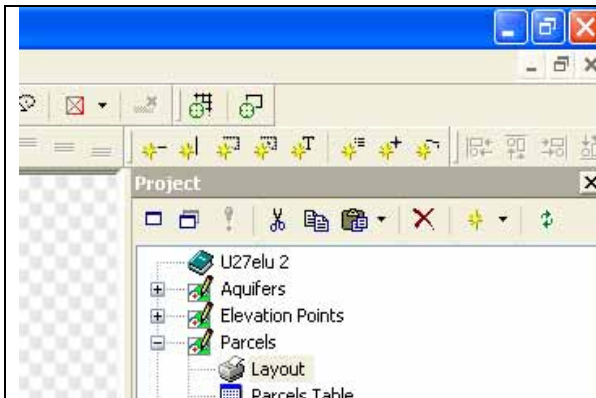 Project
U27elu 2
Aquifers
Elevation Points
Parcels
Layout
Parcels Table